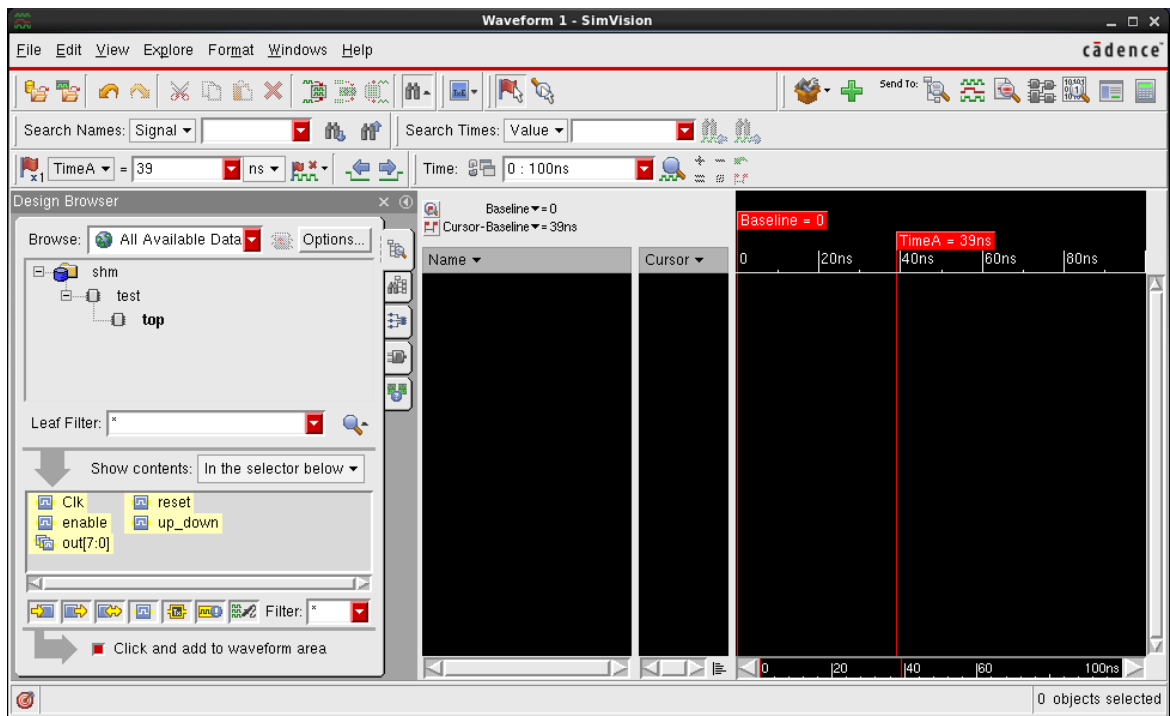 Waveform 1 - SimVision
File Edit View Explore Format Windows Help
cādence
Send To:
Search Names: Signal
Search Times: Value
x1 TimeA = 39 ns
Time: 0 : 100ns
Design Browser
Browse: All Available Data Options...
shm
test
top
Leaf Filter: *
Show contents: In the selector below
Clk reset
enable up_down
out[7:0]
Filter: *
Click and add to waveform area
Baseline = 0
Cursor-Baseline = 39ns
Name Cursor
Baseline = 0
TimeA = 39ns
0 20ns 40ns 60ns 80ns
0 20 40 60 100ns
0 objects selected